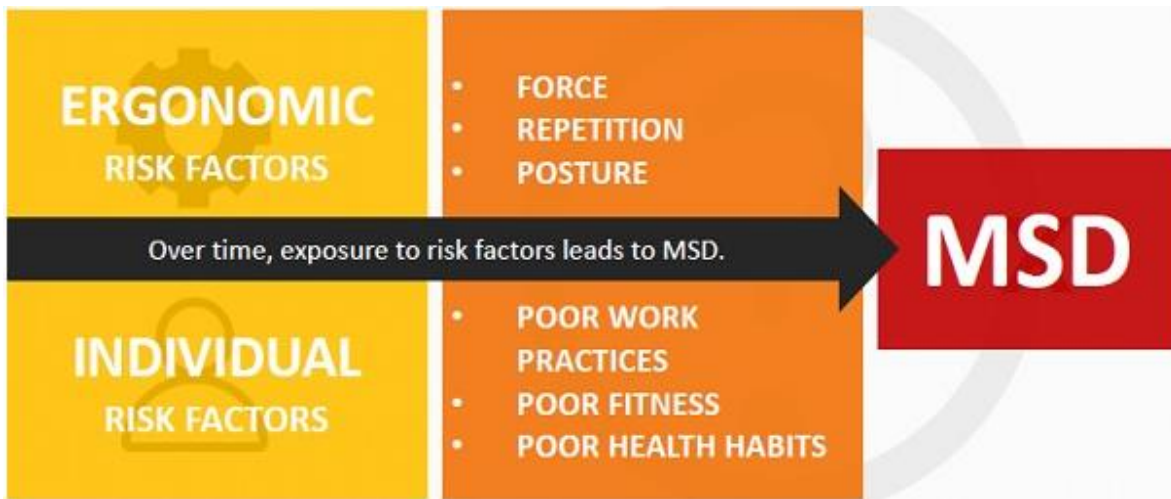 ERGONOMIC
RISK FACTORS
• FORCE
• REPETITION
• POSTURE
Over time, exposure to risk factors leads to MSD.
MSD
INDIVIDUAL
RISK FACTORS
• POOR WORK
PRACTICES
• POOR FITNESS
• POOR HEALTH HABITS